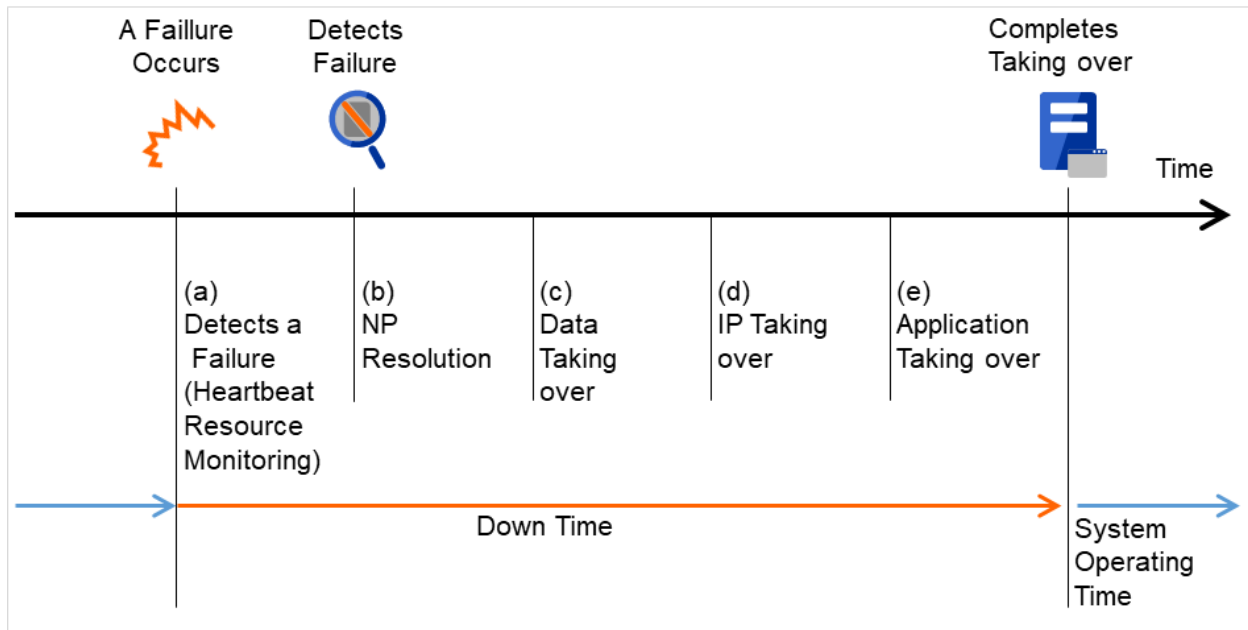 A Faillure
Occurs
Detects
Failure
Completes
Taking over
Time
(a)
Detects a
Failure
(Heartbeat
Resource
Monitoring)
(b)
NP
Resolution
(c)
Data
Taking
over
(d)
IP Taking
over
(e)
Application
Taking over
Down Time
System
Operating
Time